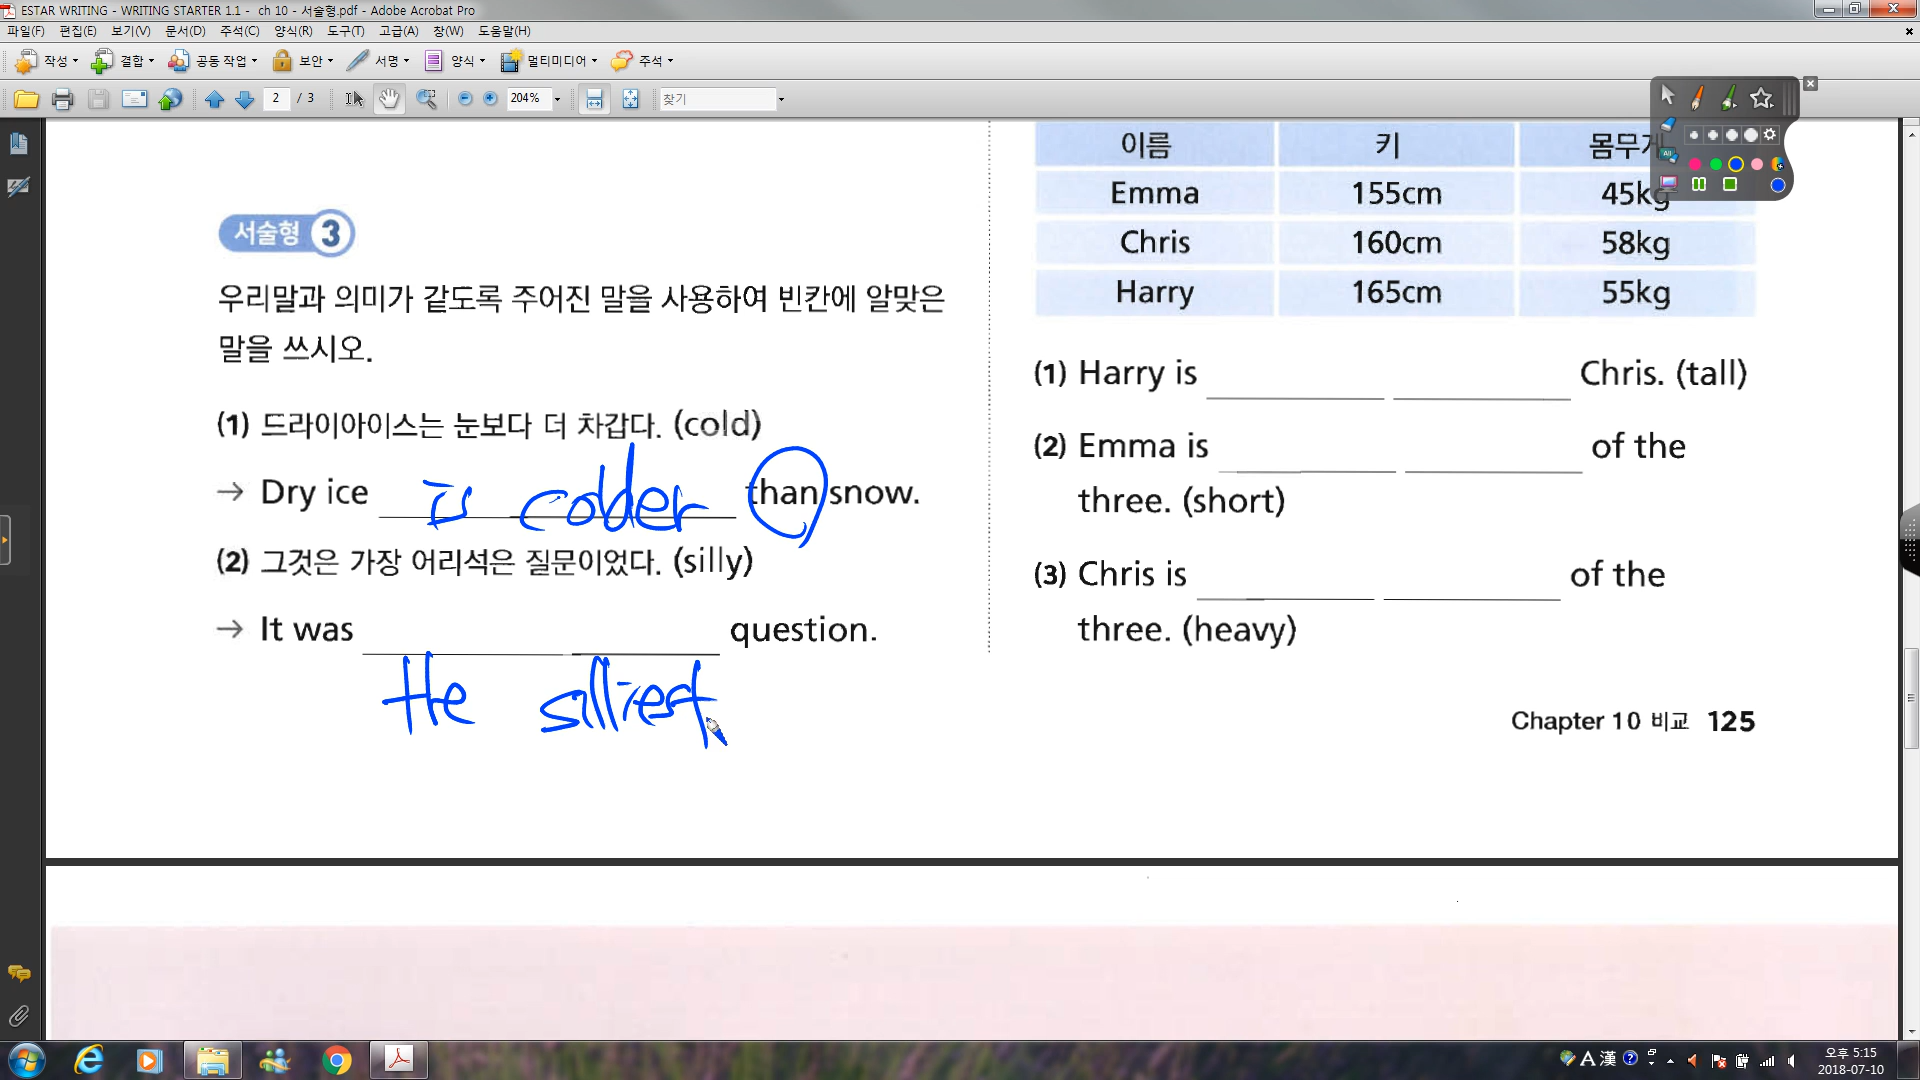 ESTAR WRITING - WRITING STARTER 1.1 - ch 10 - 서술형.pdf - Adobe Acrobat Pro
파일(F) 편집(E) 보기(V) 문서(D) 주석(C) 양식(R) 도구(T) 고급(A) 창(W) 도움말(H)
작성 결합 공동 작업 보안 서명 양식 멀티미디어 주석
2 / 3 204% 찾기
서술형 3
우리말과 의미가 같도록 주어진 말을 사용하여 빈칸에 알맞은
말을 쓰시오.
(1) 드라이아이스는 눈보다 더 차갑다. (cold)
→ Dry ice is colder than snow.
(2) 그것은 가장 어리석은 질문이었다. (silly)
→ It was question.
the silliest
이름 키 몸무게
Emma 155cm 45kg
Chris 160cm 58kg
Harry 165cm 55kg
(1) Harry is Chris. (tall)
(2) Emma is of the
three. (short)
(3) Chris is of the
three. (heavy)
Chapter 10 비교 125
A 漢
오후 5:15
2018-07-10